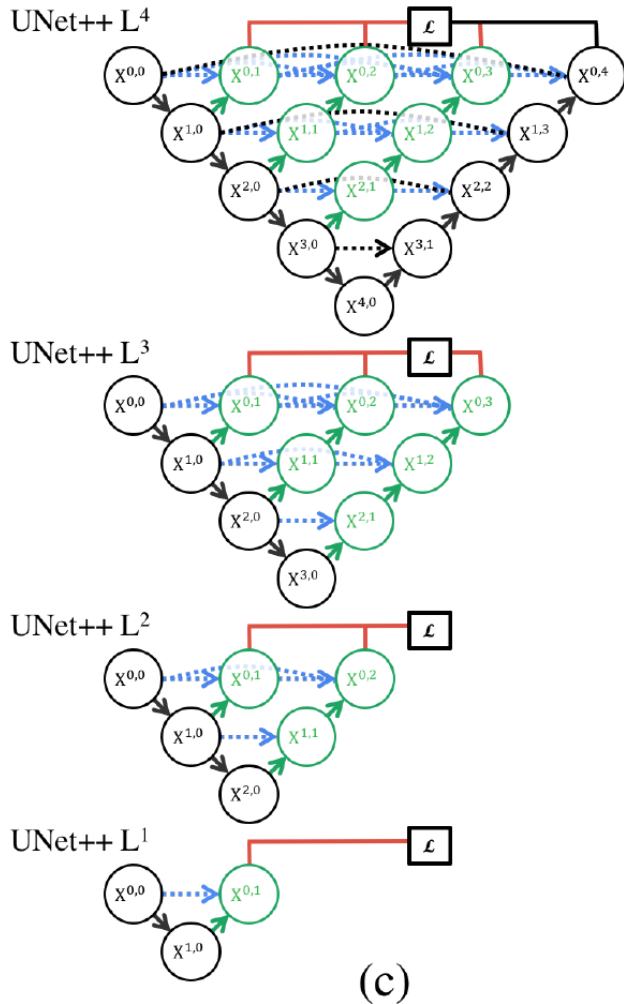 UNet++ L⁴
ℒ
X⁰,⁰ X⁰,¹ X⁰,² X⁰,³ X⁰,⁴
X¹,⁰ X¹,¹ X¹,² X¹,³
X²,⁰ X²,¹ X²,²
X³,⁰ X³,¹
X⁴,⁰
UNet++ L³
ℒ
X⁰,⁰ X⁰,¹ X⁰,² X⁰,³
X¹,⁰ X¹,¹ X¹,²
X²,⁰ X²,¹
X³,⁰
UNet++ L²
ℒ
X⁰,⁰ X⁰,¹ X⁰,²
X¹,⁰ X¹,¹
X²,⁰
UNet++ L¹
ℒ
X⁰,⁰ X⁰,¹
X¹,⁰
(c)